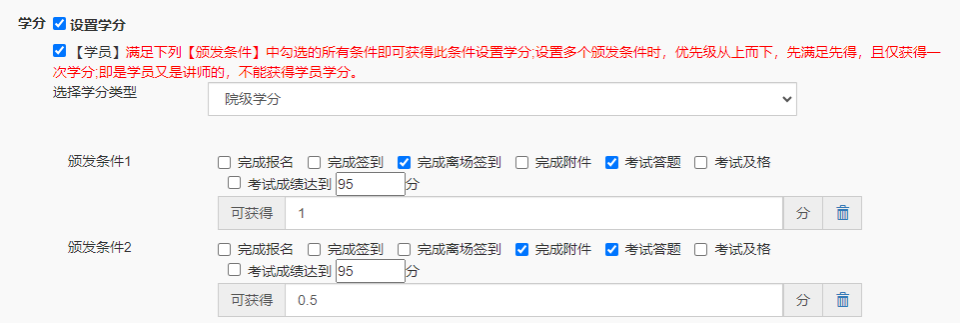 学分 设置学分
【学员】满足下列【颁发条件】中勾选的所有条件即可获得此条件设置学分;设置多个颁发条件时，优先级从上而下，先满足先得，且仅获得一
次学分;即是学员又是讲师的，不能获得学员学分。
选择学分类型 院级学分
颁发条件1 完成报名 完成签到 完成离场签到 完成附件 考试答题 考试及格
考试成绩达到 95 分
可获得 1 分
颁发条件2 完成报名 完成签到 完成离场签到 完成附件 考试答题 考试及格
考试成绩达到 95 分
可获得 0.5 分